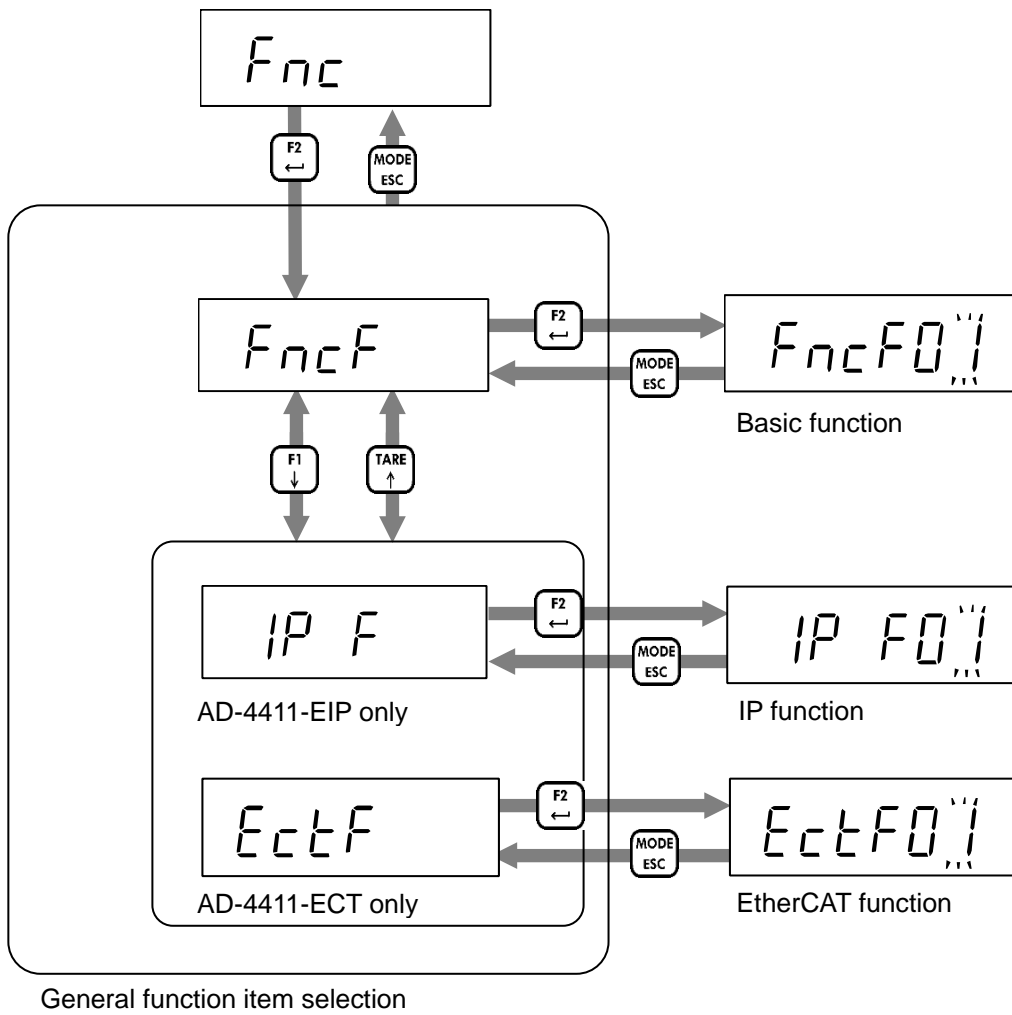 Fnc
F2
←
MODE
ESC
FncF
F2
←
MODE
ESC
FncF01
Basic function
F1
↓
TARE
↑
IP F
F2
←
MODE
ESC
IP F01
AD-4411-EIP only
IP function
EctF
F2
←
MODE
ESC
EctF01
AD-4411-ECT only
EtherCAT function
General function item selection